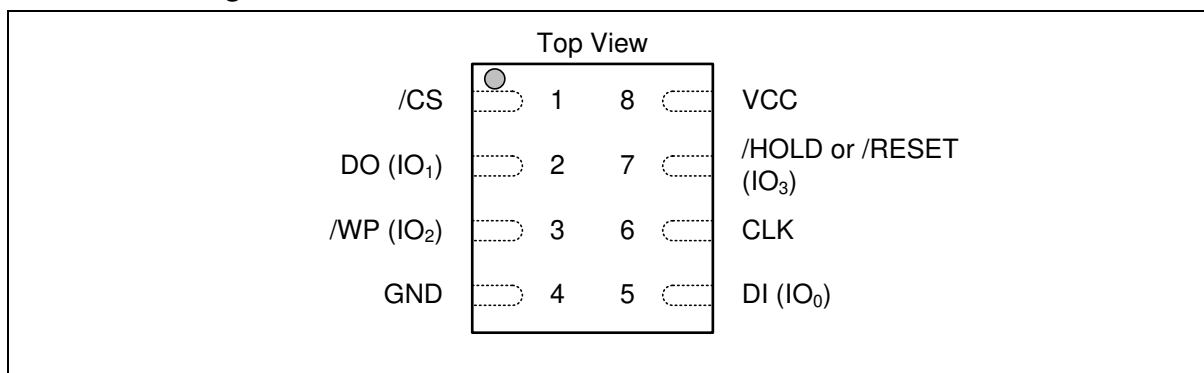 g
Top View
/CS 1 8 VCC
DO (IO₁) 2 7 /HOLD or /RESET
(IO₃)
/WP (IO₂) 3 6 CLK
GND 4 5 DI (IO₀)